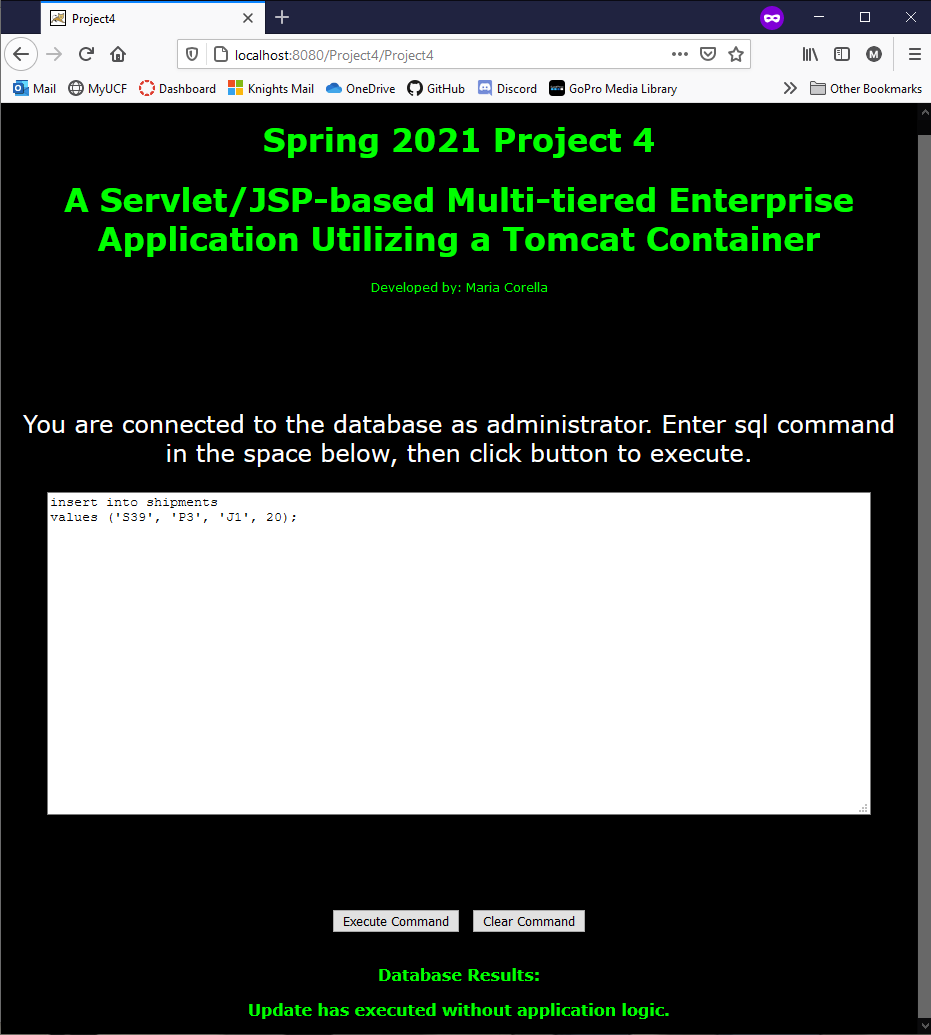 Project4
localhost:8080/Project4/Project4
M
Mail MyUCF Dashboard Knights Mail OneDrive GitHub Discord GoPro Media Library Other Bookmarks
Spring 2021 Project 4
A Servlet/JSP-based Multi-tiered Enterprise
Application Utilizing a Tomcat Container
Developed by: Maria Corella
You are connected to the database as administrator. Enter sql command
in the space below, then click button to execute.
insert into shipments
values ('S39', 'P3', 'J1', 20);
Execute Command Clear Command
Database Results:
Update has executed without application logic.